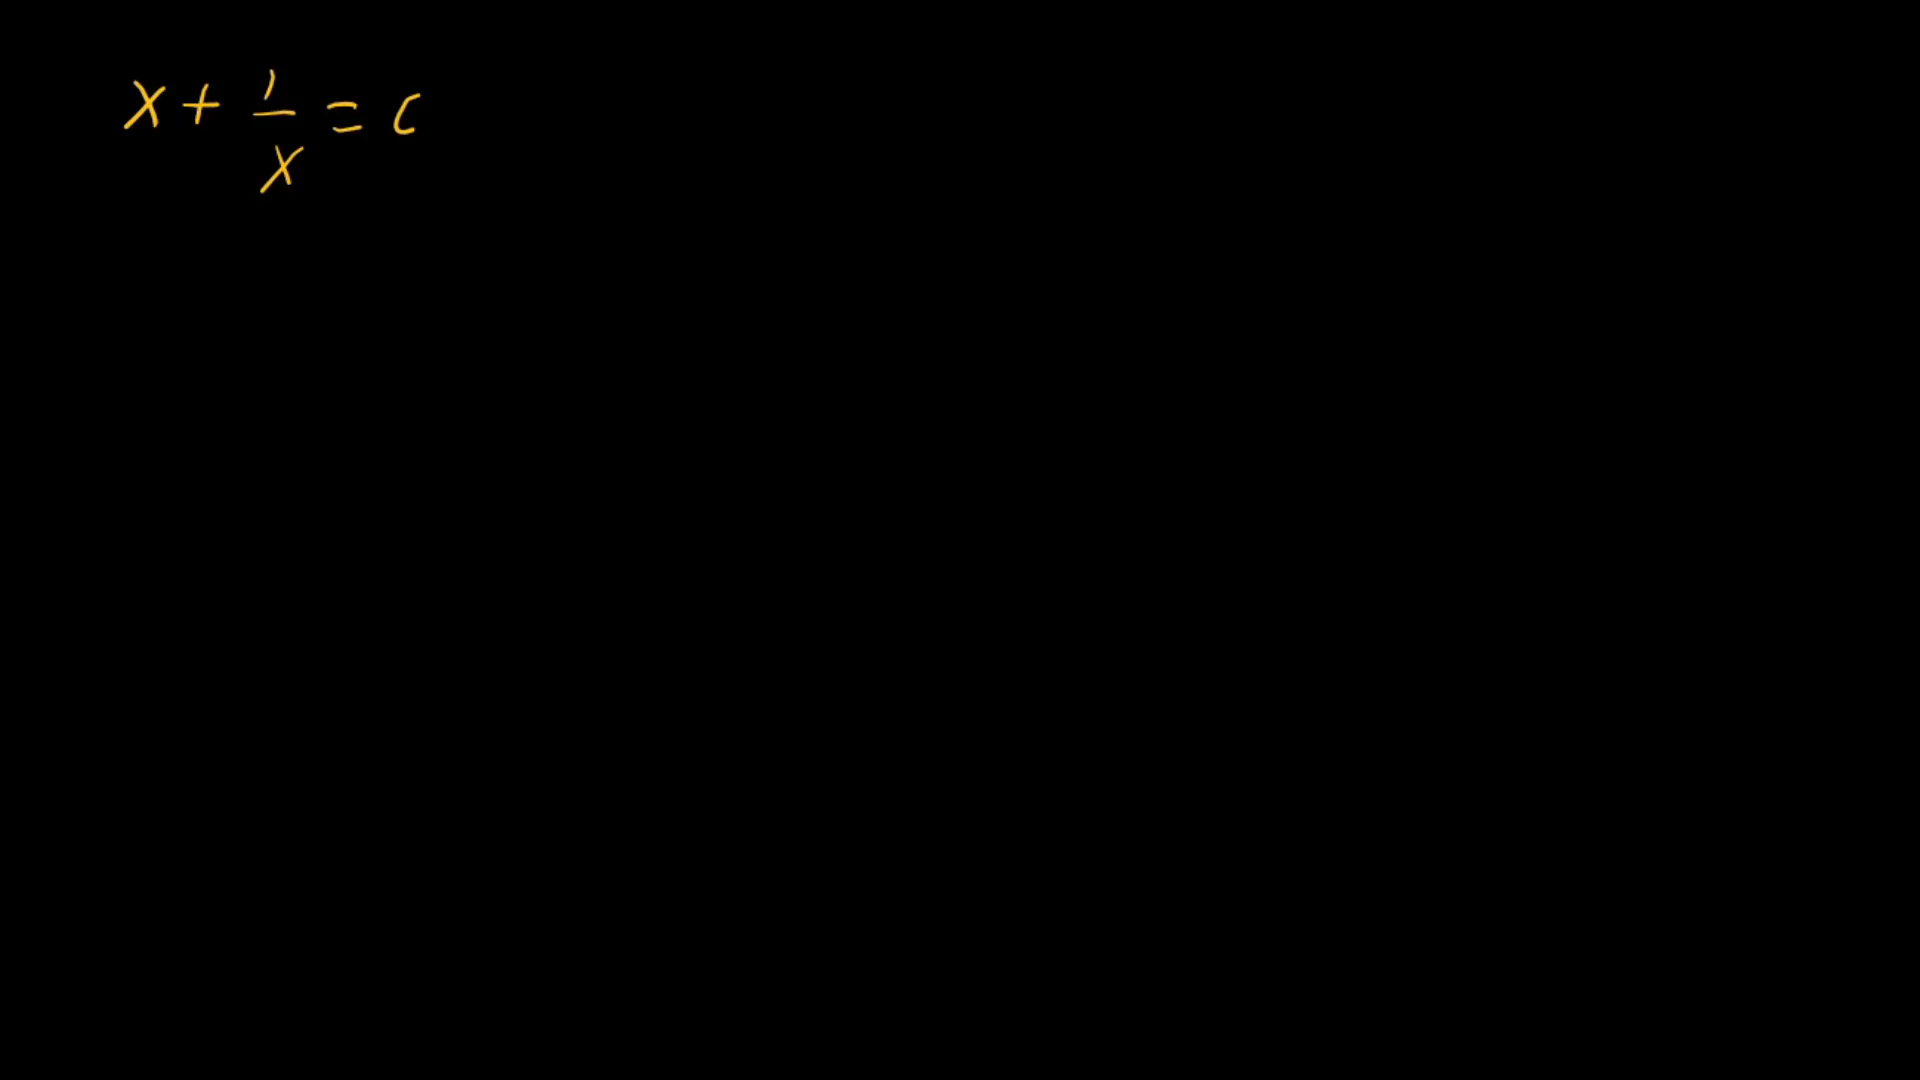 x + 1/x = c